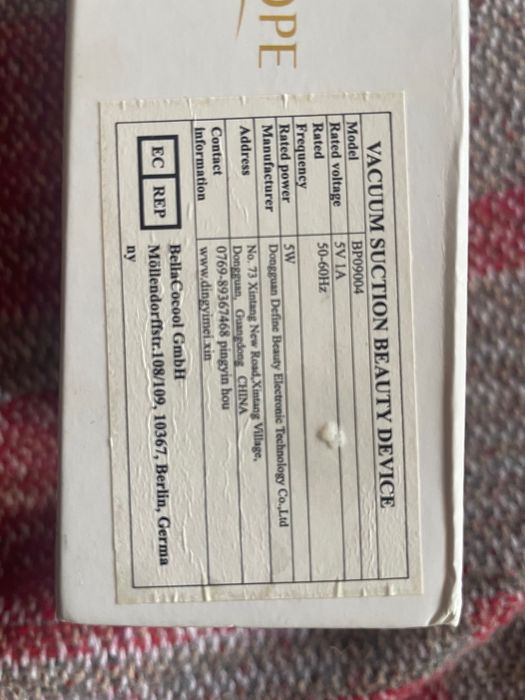 OPE
VACUUM SUCTION BEAUTY DEVICE
Model BP09004
Rated voltage 5V 1A
Rated
Frequency 50-60Hz
Rated power 5W
Manufacturer Dongguan Define Beauty Electronic Technology Co.,Ltd
Address No. 73 Xintang New Road,Xintang Village,
Dongguan, Guangdong CHINA
Contact
information 0769-89367468 pingyin hou
www.dingyimei.xin
EC REP
BellaCocool GmbH
Möllendorffstr.108/109, 10367, Berlin, Germa
ny